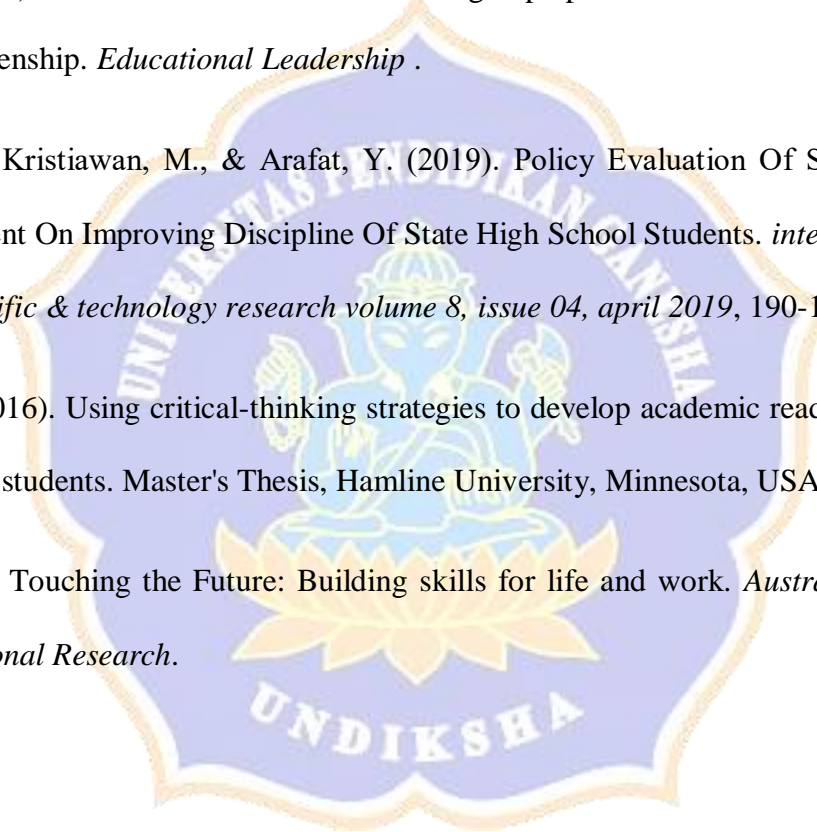 enship. Educational Leadership .
Kristiawan, M., & Arafat, Y. (2019). Policy Evaluation Of S
nt On Improving Discipline Of State High School Students. inte
ific & technology research volume 8, issue 04, april 2019, 190-1
016). Using critical-thinking strategies to develop academic read
students. Master's Thesis, Hamline University, Minnesota, USA
Touching the Future: Building skills for life and work. Austra
onal Research.
UNIVERSITAS PENDIDIKAN GANESHA
UNDIKSHA